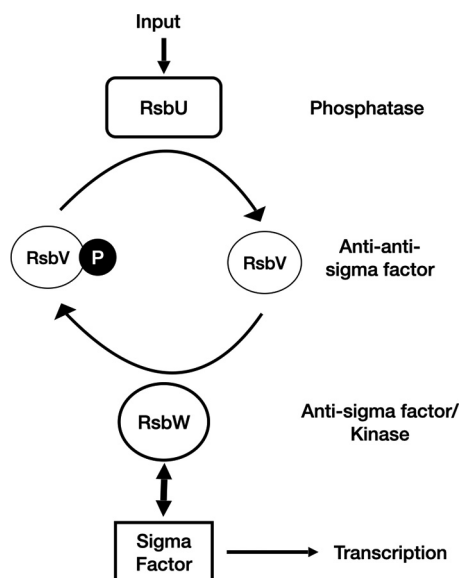 Input
RsbU
Phosphatase
RsbV
P
RsbV
Anti-anti-
sigma factor
RsbW
Anti-sigma factor/
Kinase
Sigma
Factor
Transcription